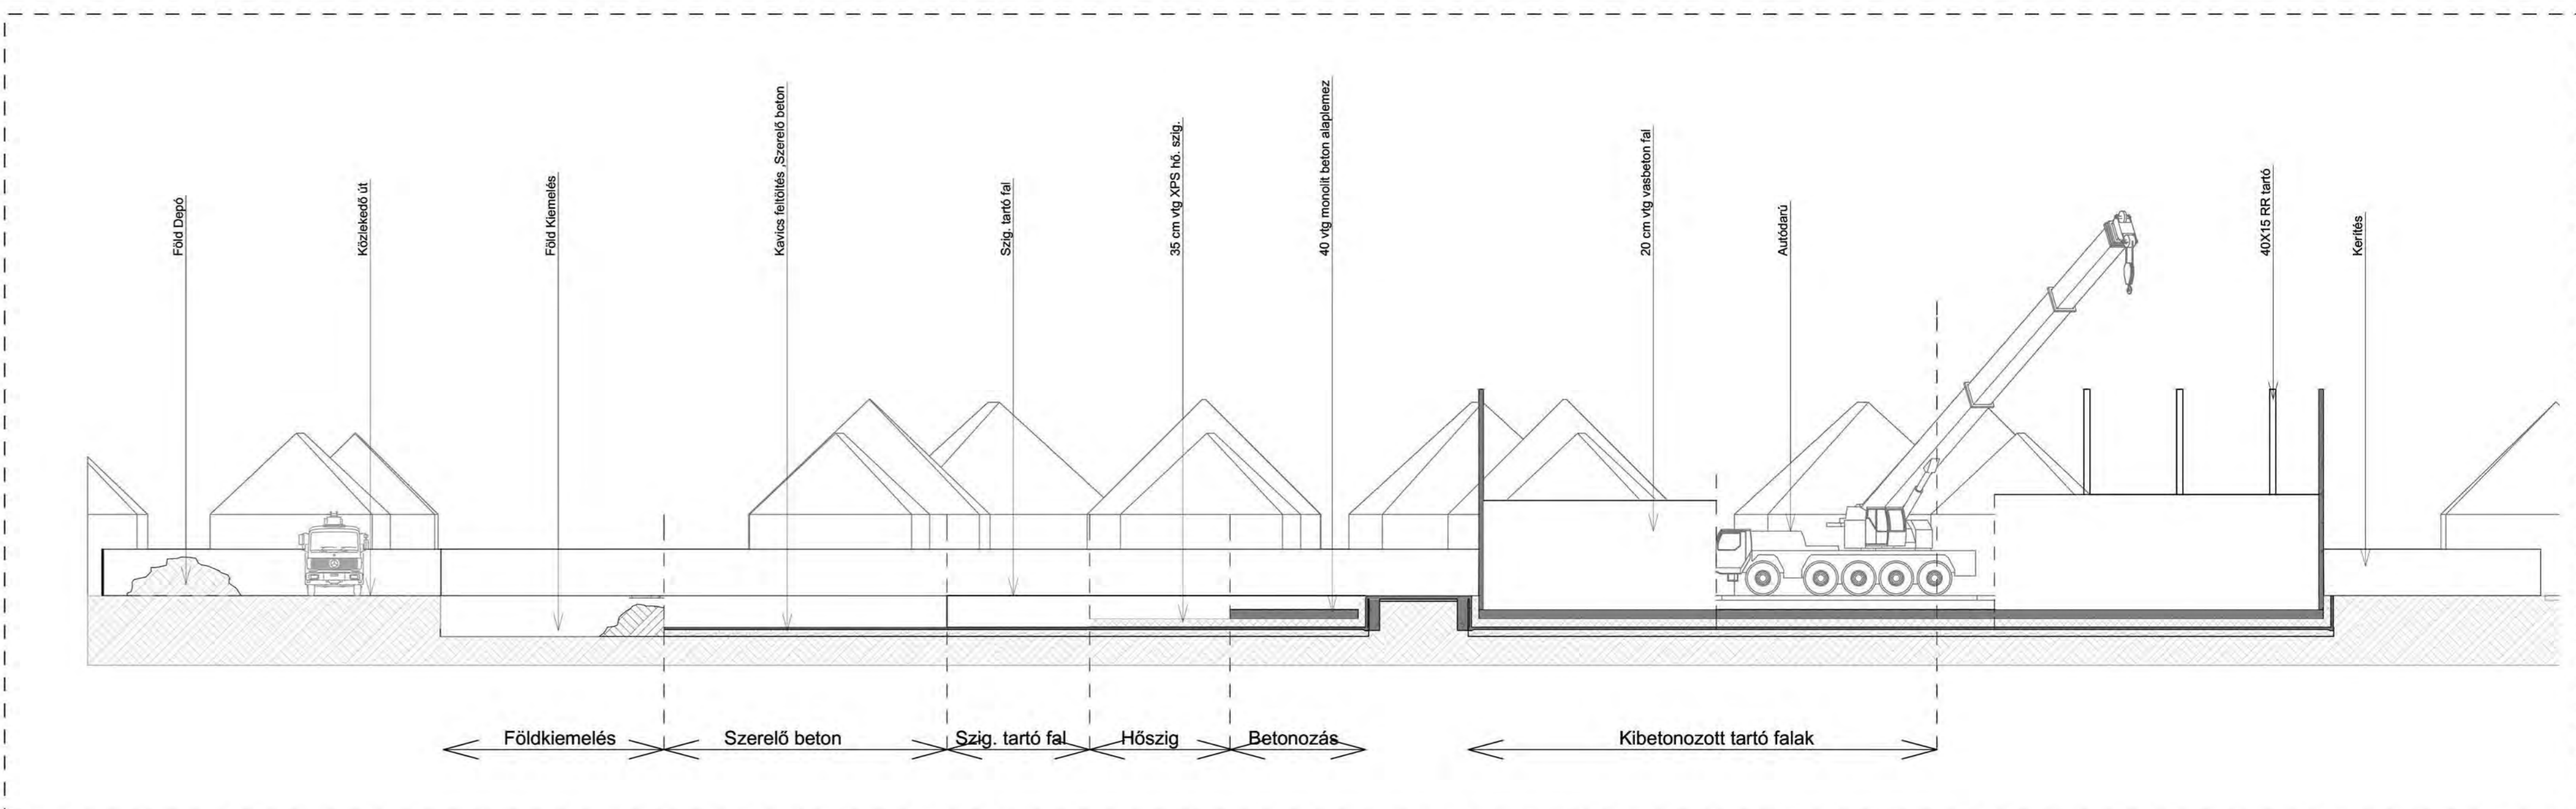 Föld Depó
Közlekedő út
Föld Kiemelés
Kavics feltöltés ,Szerelő beton
Szig. tartó fal
35 cm vtg XPS hő. szig.
40 vtg monolit beton alaplemez
20 cm vtg vasbeton fal
Autódarú
40X15 RR tartó
Kerítés
Földkiemelés
Szerelő beton
Szig. tartó fal
Hőszig
Betonozás
Kibetonozott tartó falak